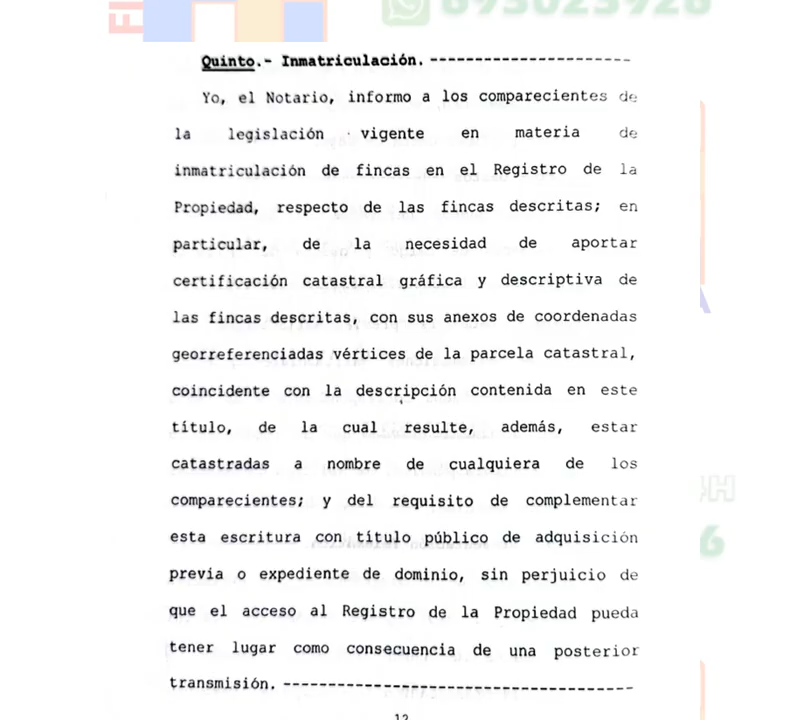 695023928
Quinto.- Inmatriculación. ----------------------
Yo, el Notario, informo a los comparecientes de
la legislación vigente en materia de
inmatriculación de fincas en el Registro de la
Propiedad, respecto de las fincas descritas; en
particular, de la necesidad de aportar
certificación catastral gráfica y descriptiva de
las fincas descritas, con sus anexos de coordenadas
georreferenciadas vértices de la parcela catastral,
coincidente con la descripción contenida en este
título, de la cual resulte, además, estar
catastradas a nombre de cualquiera de los
comparecientes; y del requisito de complementar
esta escritura con título público de adquisición
previa o expediente de dominio, sin perjuicio de
que el acceso al Registro de la Propiedad pueda
tener lugar como consecuencia de una posterior
transmisión. --------------------------------------
12